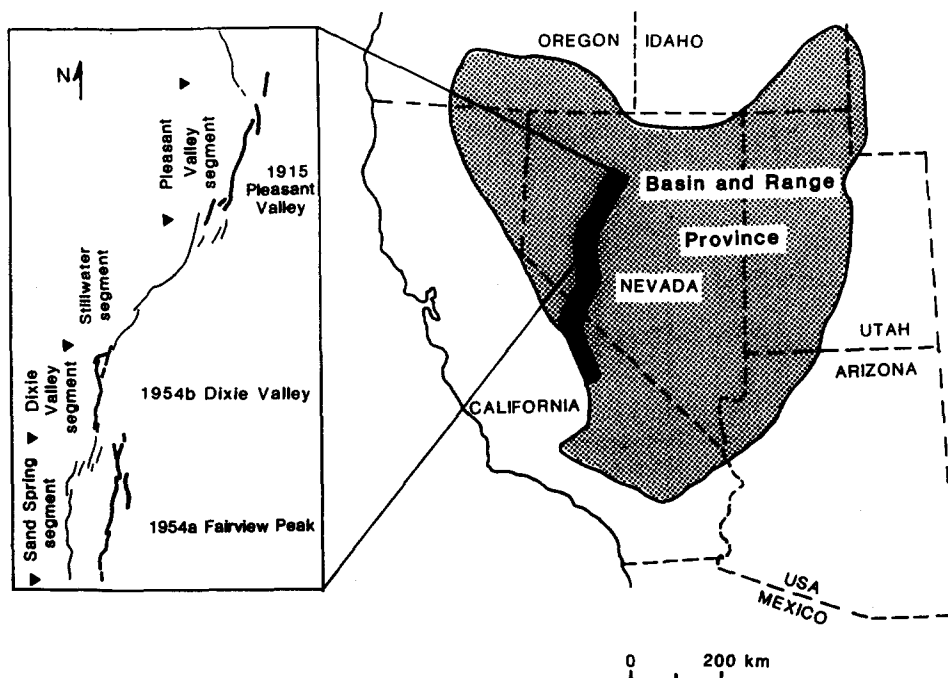 N
Pleasant
Valley
segment
1915
Pleasant
Valley
Stillwater
segment
Dixie
Valley
segment
1954b Dixie Valley
Sand Spring
segment
1954a Fairview Peak
OREGON
IDAHO
Basin and Range
Province
NEVADA
UTAH
ARIZONA
CALIFORNIA
USA
MEXICO
0 200 km